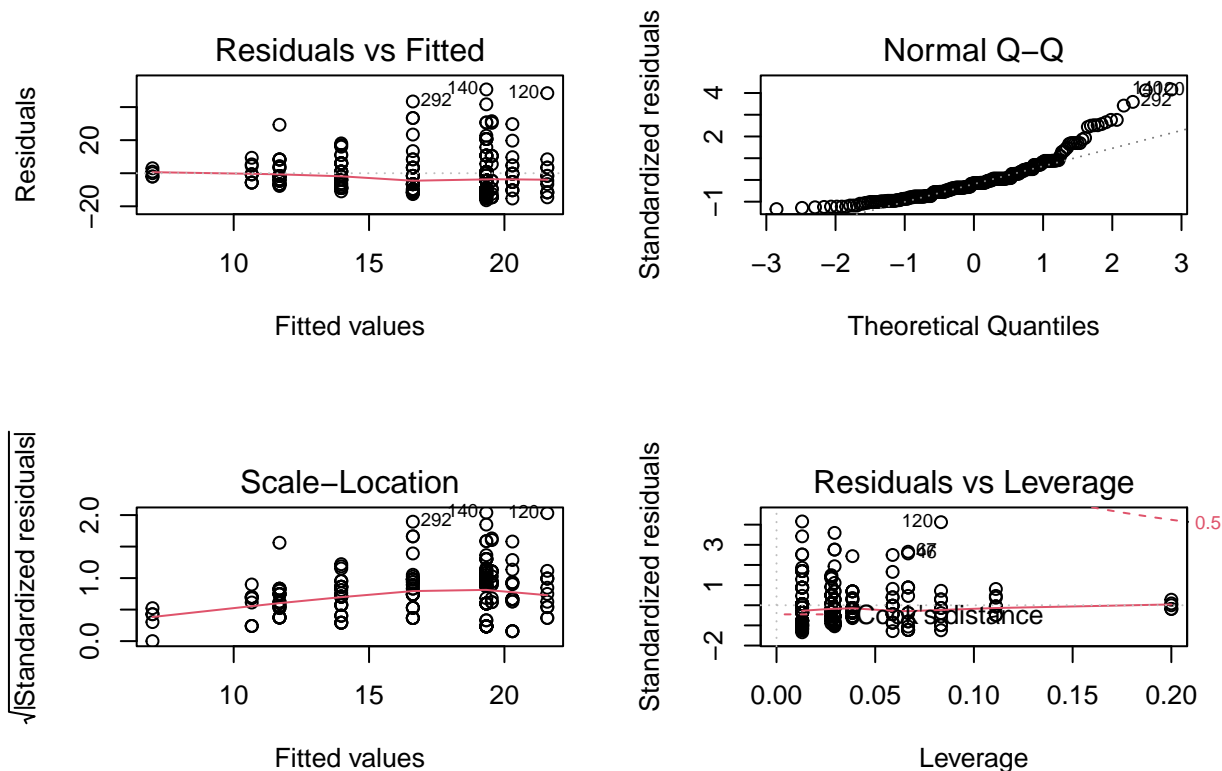 Residuals vs Fitted
Residuals
20
−20
292
140
120
10
15
20
Fitted values
Normal Q−Q
Standardized residuals
4
2
−1
292
−3
−2
−1
0
1
2
3
Theoretical Quantiles
Scale−Location
√|Standardized residuals|
2.0
1.0
0.0
292
140
120
10
15
20
Fitted values
Residuals vs Leverage
Standardized residuals
3
1
−2
120
Cook's distance
0.5
0.00
0.05
0.10
0.15
0.20
Leverage